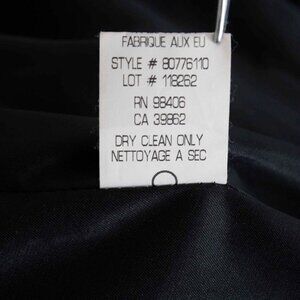 FABRIQUE AUX EU
STYLE # 80776110
LOT # 118262
RN 98406
CA 39862
DRY CLEAN ONLY
NETTOYAGE A SEC